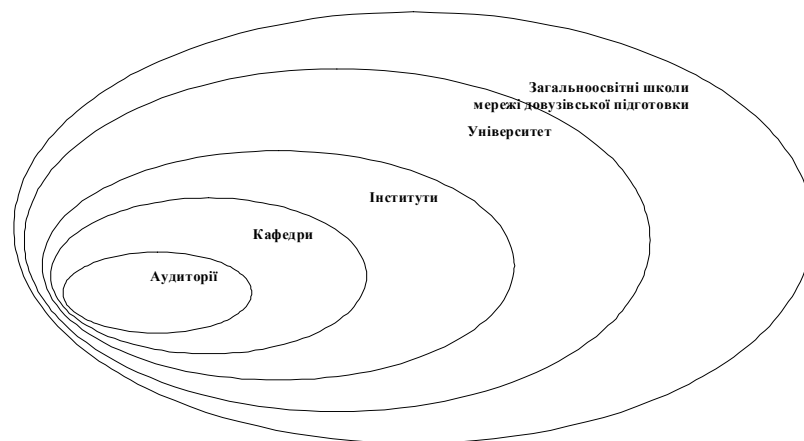 Загальноосвітні школи
мережі довузівської підготовки
Університет
Інститути
Кафедри
Аудиторії